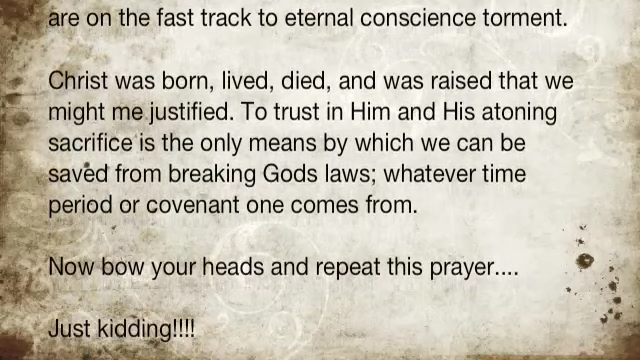 are on the fast track to eternal conscience torment.
Christ was born, lived, died, and was raised that we
might me justified. To trust in Him and His atoning
sacrifice is the only means by which we can be
saved from breaking Gods laws; whatever time
period or covenant one comes from.
Now bow your heads and repeat this prayer....
Just kidding!!!!